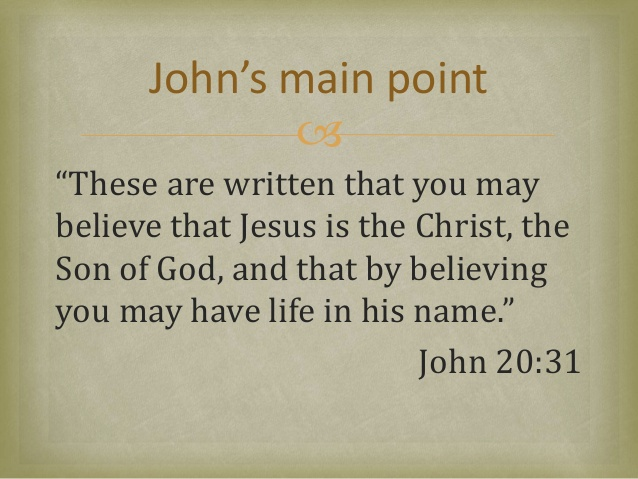 John’s main point
“These are written that you may
believe that Jesus is the Christ, the
Son of God, and that by believing
you may have life in his name.”
John 20:31